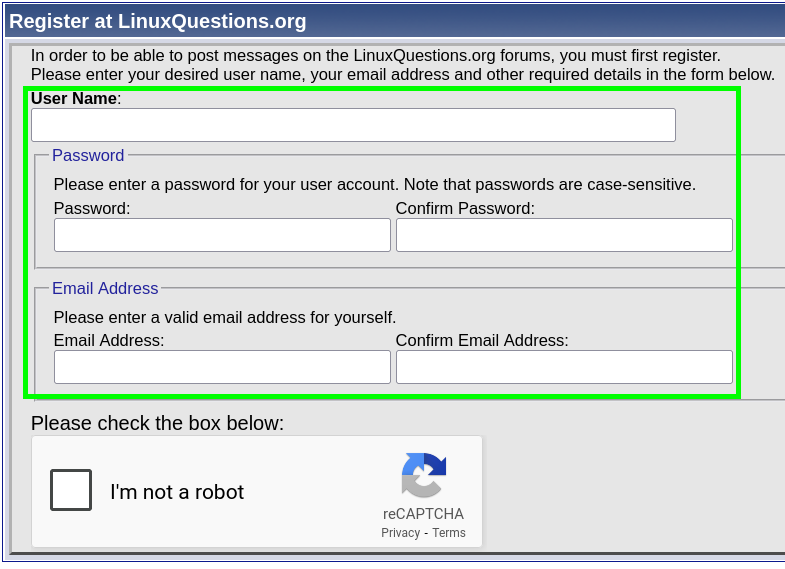 Register at LinuxQuestions.org
In order to be able to post messages on the LinuxQuestions.org forums, you must first register.
Please enter your desired user name, your email address and other required details in the form below.
User Name:
Password
Please enter a password for your user account. Note that passwords are case-sensitive.
Password: Confirm Password:
Email Address
Please enter a valid email address for yourself.
Email Address: Confirm Email Address:
Please check the box below:
I'm not a robot
reCAPTCHA
Privacy - Terms